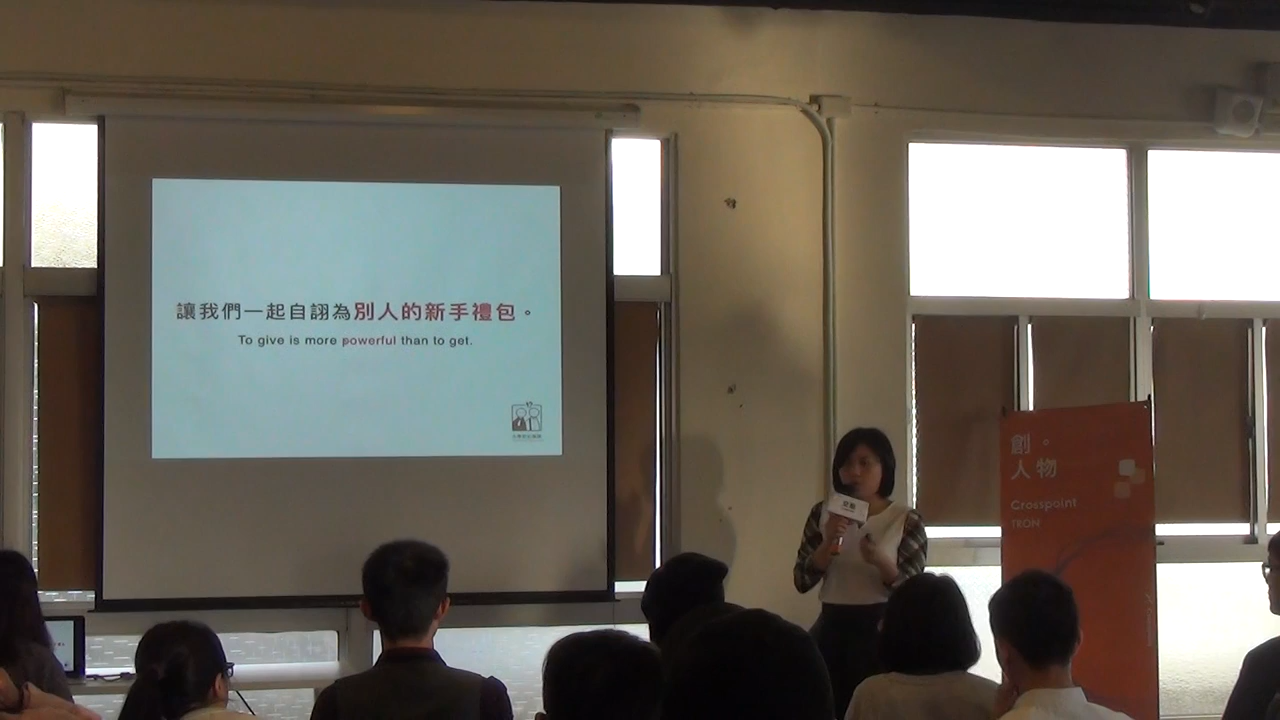 讓我們一起自詡為別人的新手禮包。
To give is more powerful than to get.
創。
人物
Crosspoint
TRON